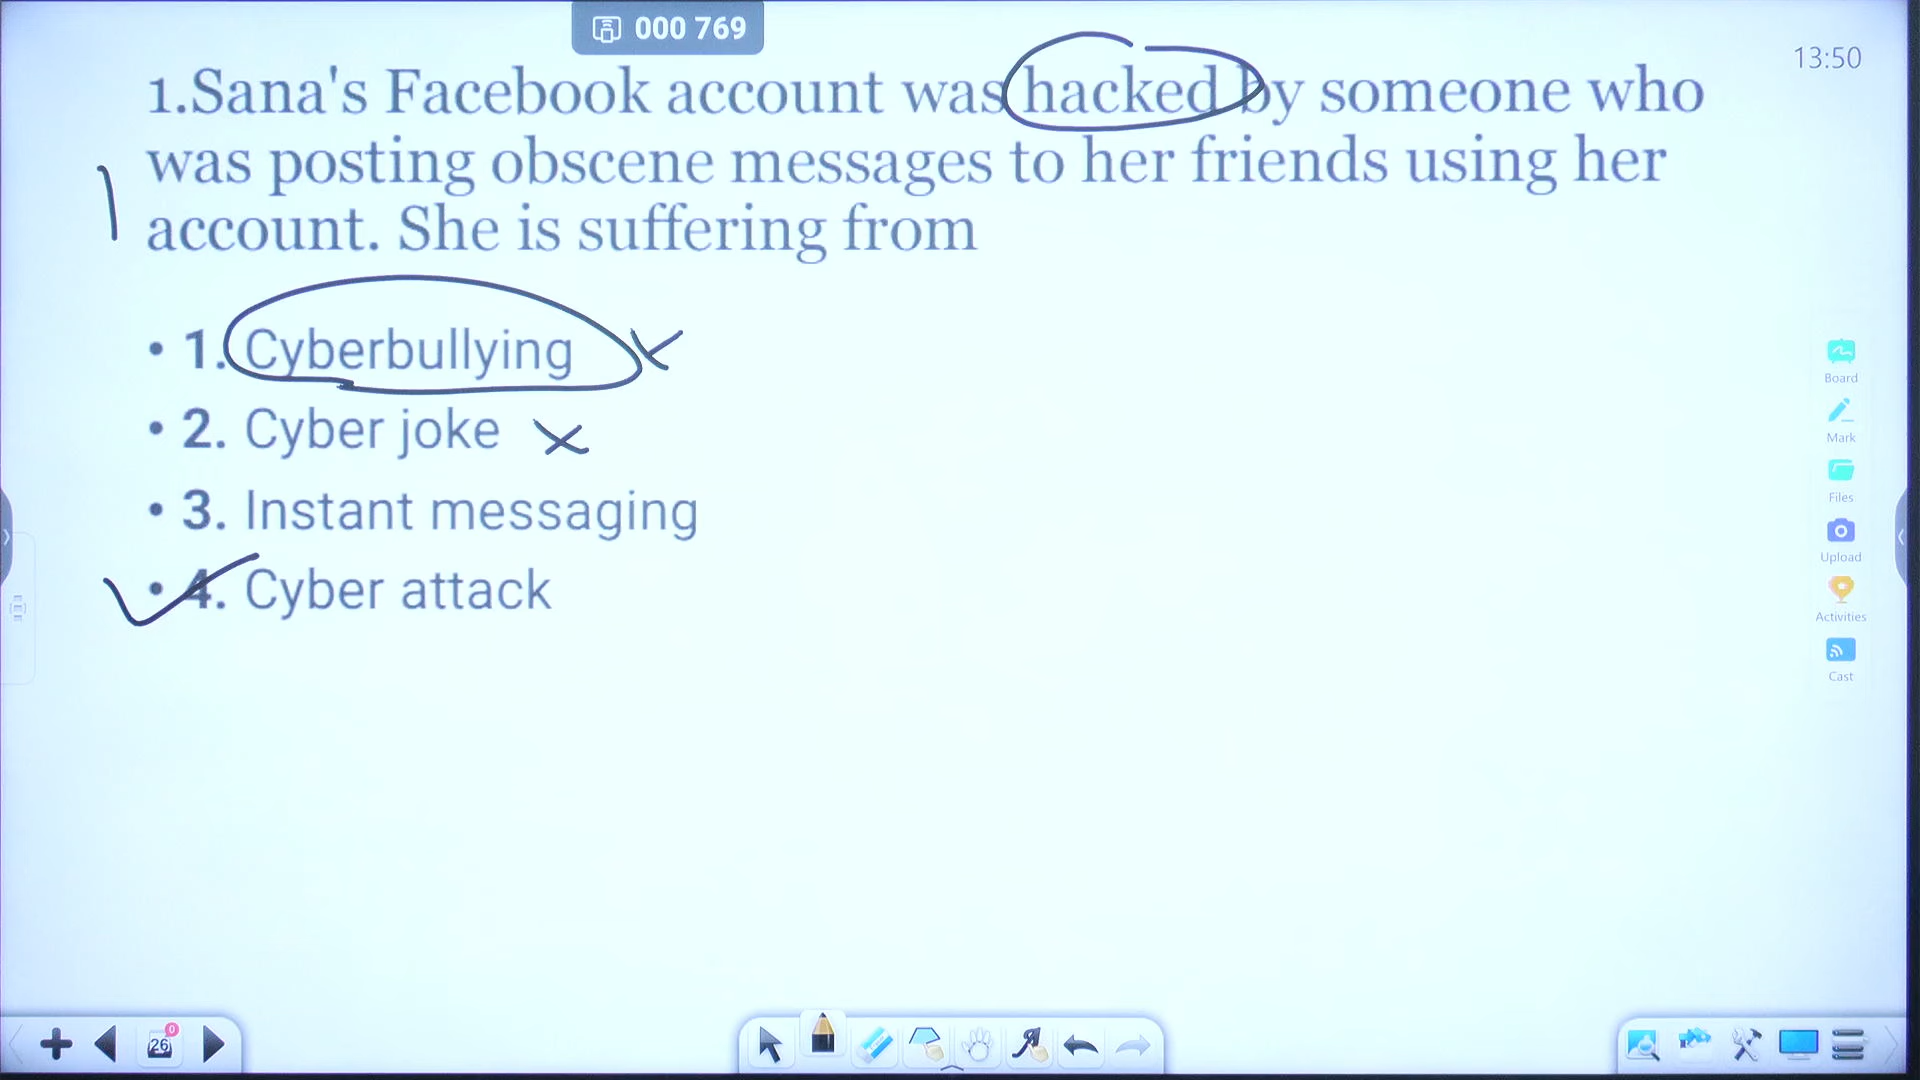 000 769
13:50
1.Sana's Facebook account was hacked by someone who
was posting obscene messages to her friends using her
account. She is suffering from
• 1. Cyberbullying
• 2. Cyber joke
• 3. Instant messaging
• 4. Cyber attack
Board
Mark
Files
Upload
Activities
Cast
0
26